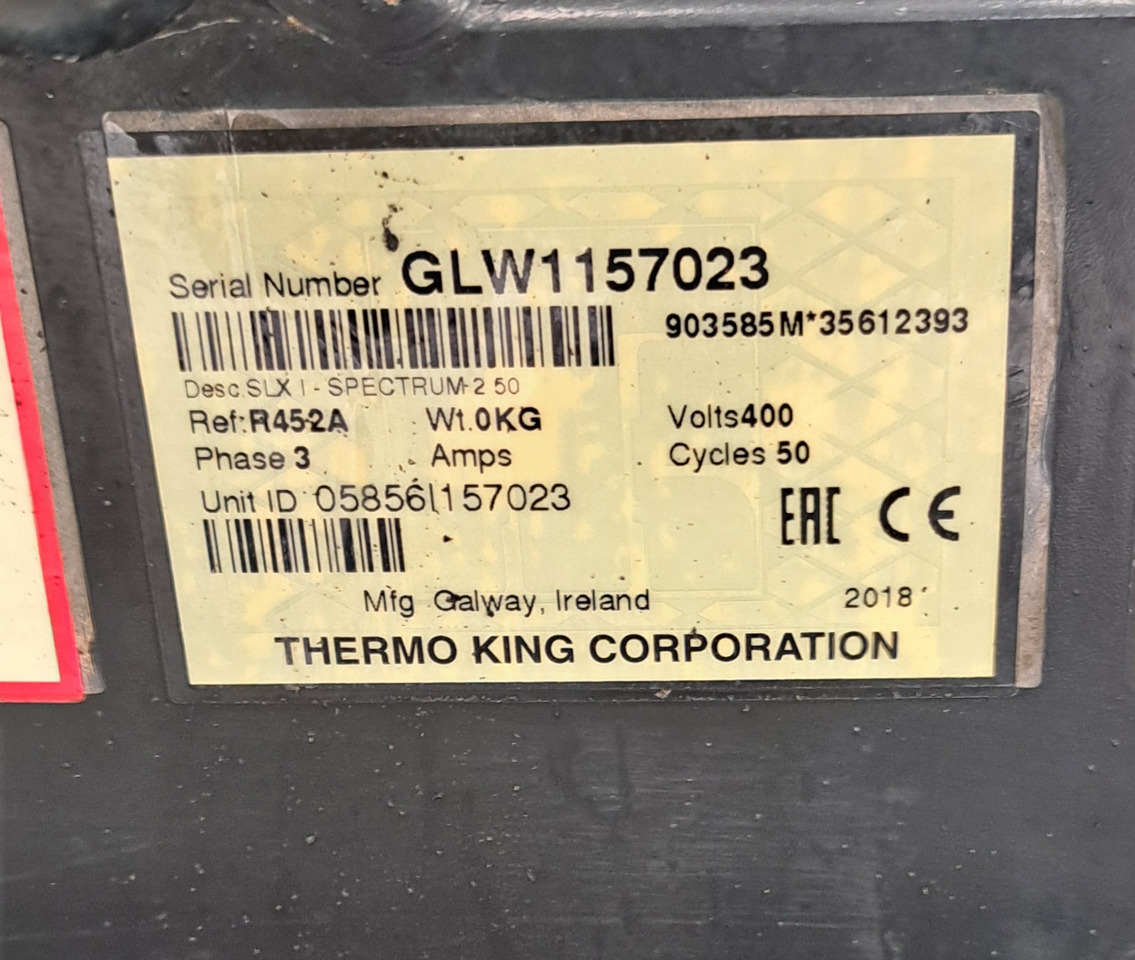 Serial Number GLW1157023
903585M*35612393
Desc.SLX I - SPECTRUM-2 50
Ref:R452A Wt.0KG Volts400
Phase 3 Amps Cycles 50
Unit ID 05856I157023
EAC CE
Mfg Galway, Ireland 2018
THERMO KING CORPORATION